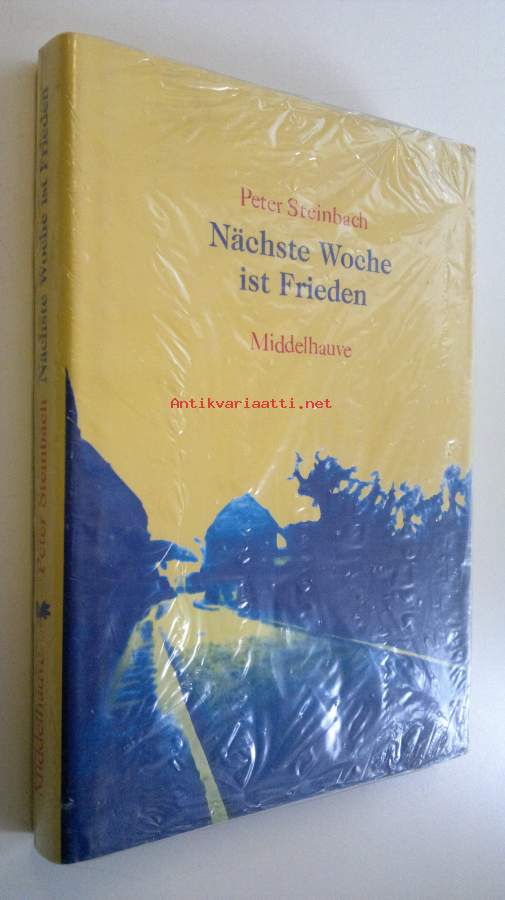 Peter Steinbach
Nächste Woche
ist Frieden
Middelhauve
Antikvariaatti.net
Middelhauve Peter Steinbach Nächste Woche ist Frieden